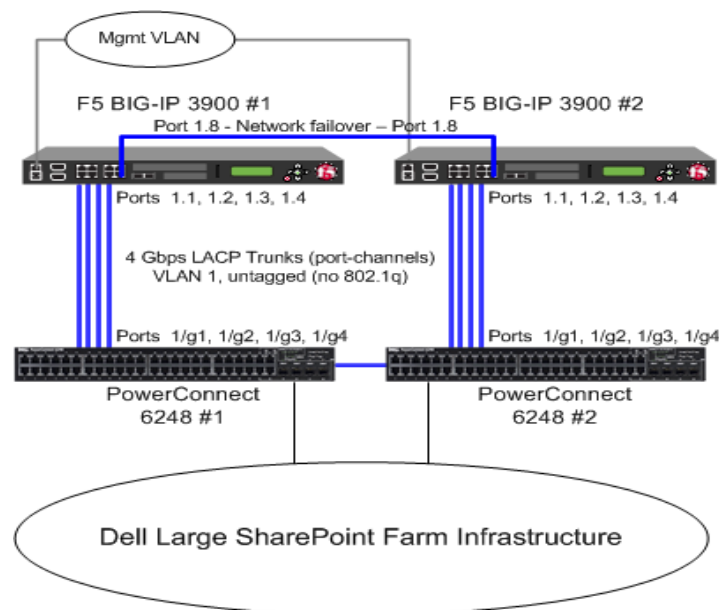 Mgmt VLAN
F5 BIG-IP 3900 #1
F5 BIG-IP 3900 #2
Port 1.8 - Network failover – Port 1.8
Ports 1.1, 1.2, 1.3, 1.4
Ports 1.1, 1.2, 1.3, 1.4
4 Gbps LACP Trunks (port-channels)
VLAN 1, untagged (no 802.1q)
Ports 1/g1, 1/g2, 1/g3, 1/g4
Ports 1/g1, 1/g2, 1/g3, 1/g4
PowerConnect
6248 #1
PowerConnect
6248 #2
Dell Large SharePoint Farm Infrastructure